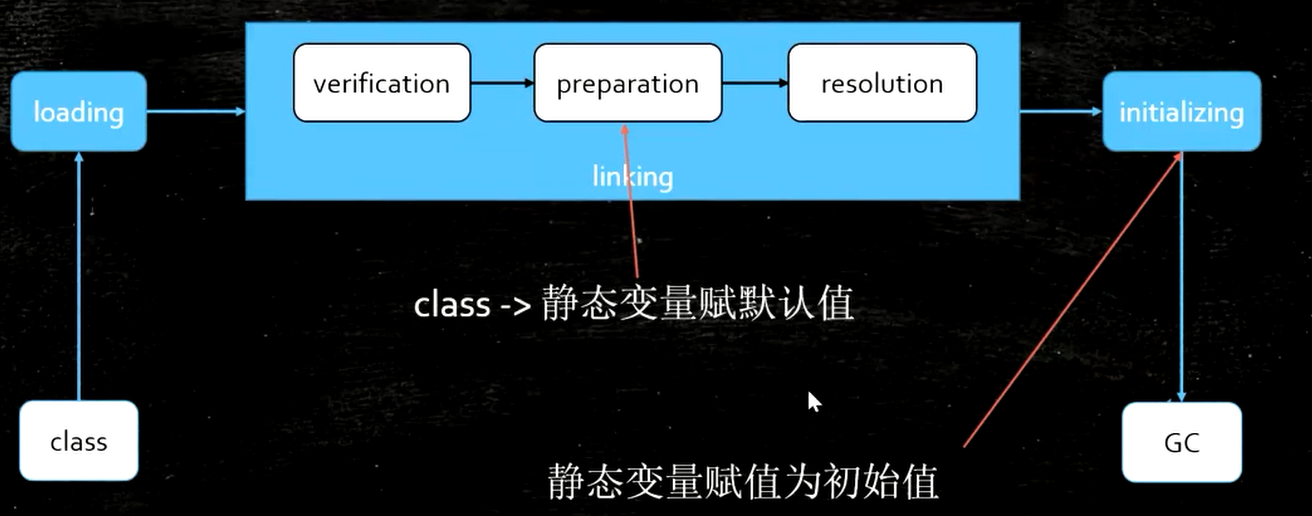 verification
preparation
resolution
loading
initializing
linking
class -> 静态变量赋默认值
class
GC
静态变量赋值为初始值